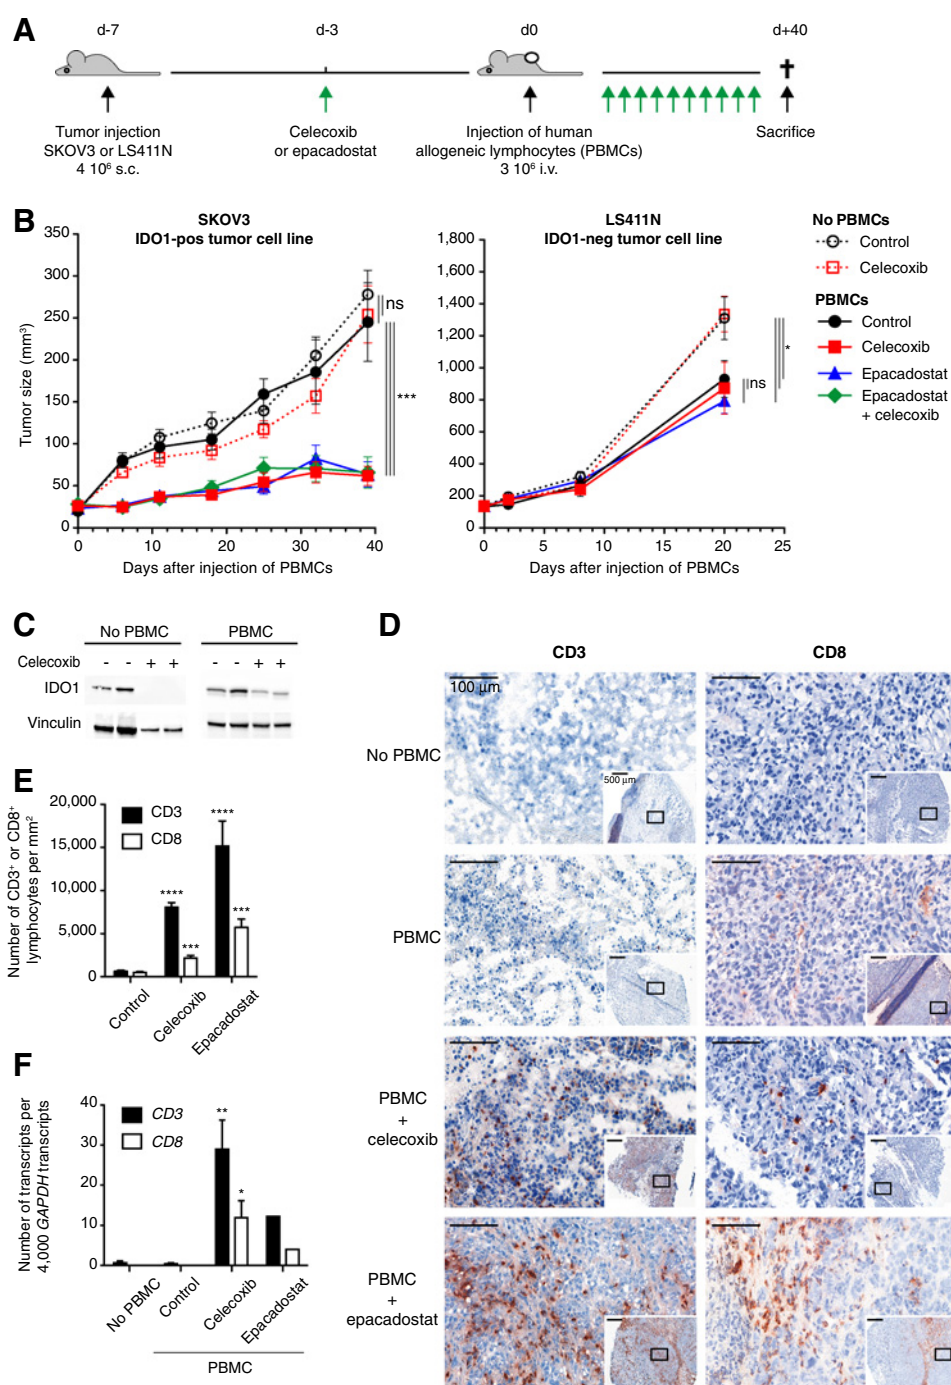 A
d-7
d-3
d0
d+40
Tumor injection
SKOV3 or LS411N
4 10⁶ s.c.
Celecoxib
or epacadostat
Injection of human
allogeneic lymphocytes (PBMCs)
3 10⁶ i.v.
Sacrifice
B
SKOV3
IDO1-pos tumor cell line
Tumor size (mm³)
350
300
250
200
150
100
50
0
0
10
20
30
40
Days after injection of PBMCs
ns
***
LS411N
IDO1-neg tumor cell line
1,800
1,600
1,400
1,200
1,000
800
600
400
200
0
0
5
10
15
20
25
Days after injection of PBMCs
ns
*
No PBMCs
Control
Celecoxib
PBMCs
Control
Celecoxib
Epacadostat
Epacadostat
+ celecoxib
C
No PBMC
PBMC
Celecoxib - - + + - - + +
IDO1
Vinculin
D
CD3
CD8
100 μm
500 μm
No PBMC
PBMC
PBMC
+
celecoxib
PBMC
+
epacadostat
E
Number of CD3⁺ or CD8⁺
lymphocytes per mm²
20,000
15,000
10,000
5,000
0
CD3
CD8
****
***
****
***
Control
Celecoxib
Epacadostat
F
Number of transcripts per
4,000 GAPDH transcripts
40
30
20
10
0
CD3
CD8
**
*
No PBMC
Control
Celecoxib
Epacadostat
PBMC